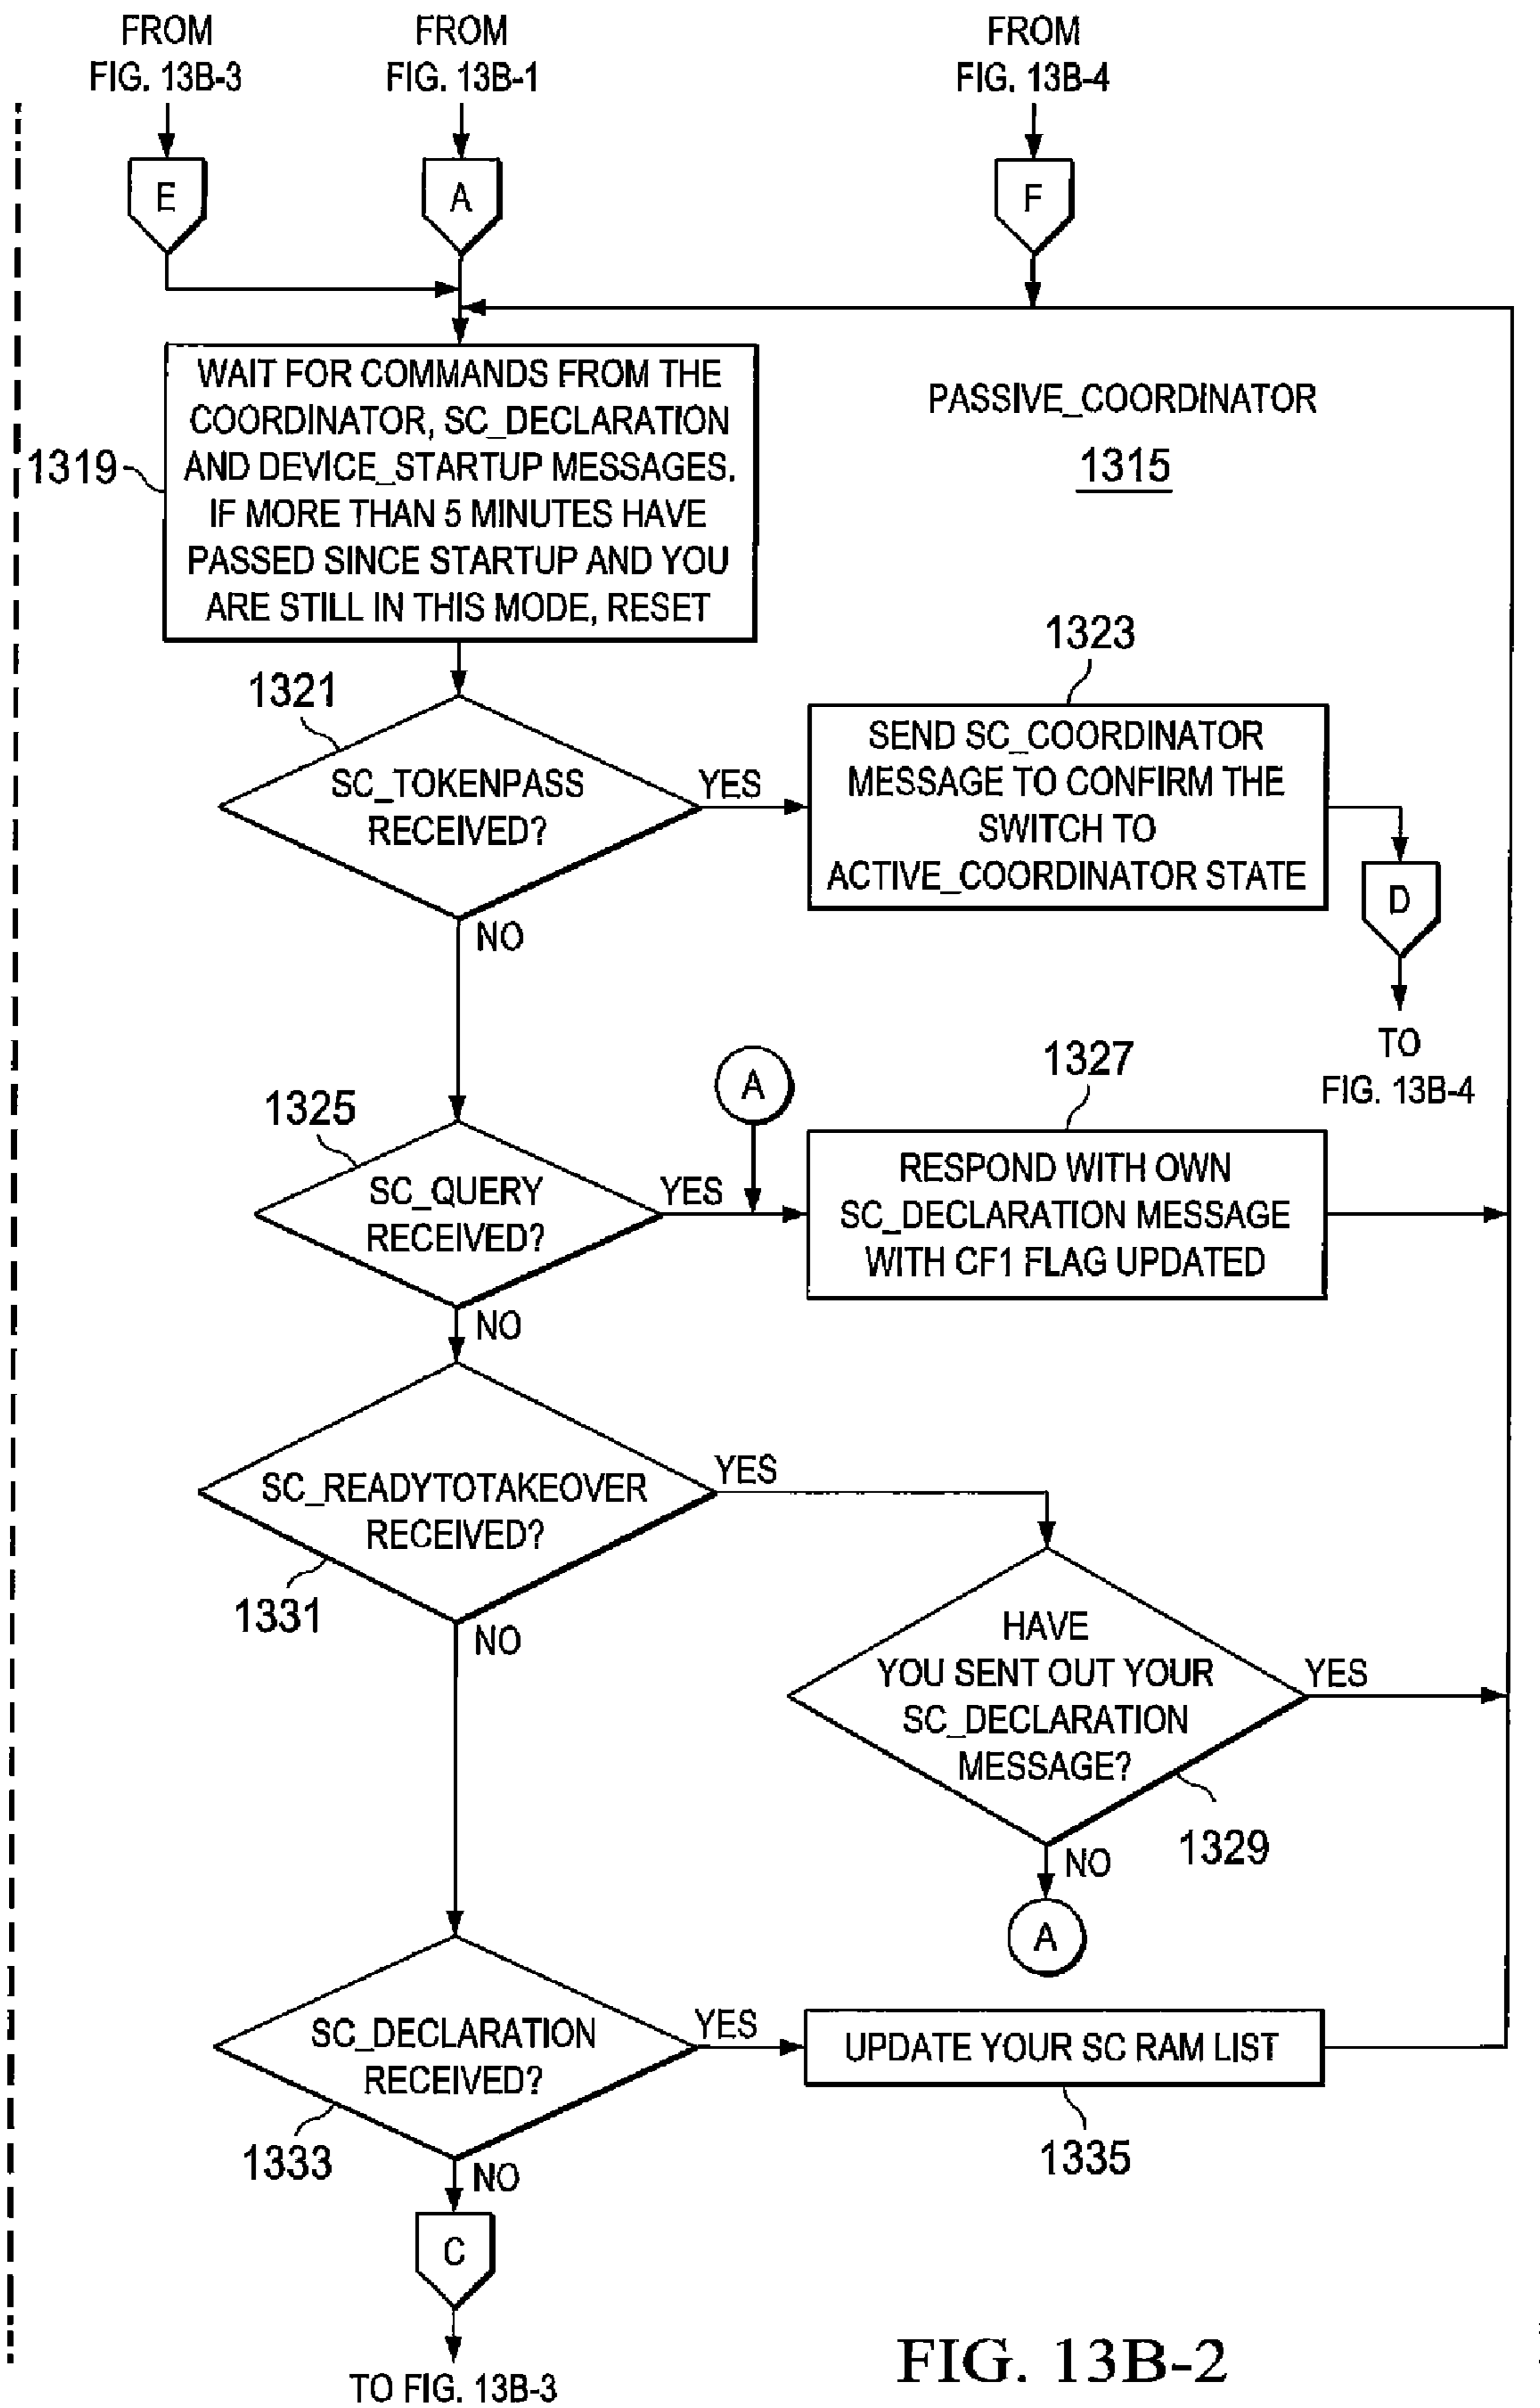 FROM
FIG. 13B-3
FROM
FIG. 13B-1
FROM
FIG. 13B-4
E
A
F
WAIT FOR COMMANDS FROM THE
COORDINATOR, SC_DECLARATION
AND DEVICE_STARTUP MESSAGES.
IF MORE THAN 5 MINUTES HAVE
PASSED SINCE STARTUP AND YOU
ARE STILL IN THIS MODE, RESET
1319
PASSIVE_COORDINATOR
1315
1321
SC_TOKENPASS
RECEIVED?
YES
NO
1323
SEND SC_COORDINATOR
MESSAGE TO CONFIRM THE
SWITCH TO
ACTIVE_COORDINATOR STATE
D
TO
FIG. 13B-4
1325
SC_QUERY
RECEIVED?
YES
NO
A
1327
RESPOND WITH OWN
SC_DECLARATION MESSAGE
WITH CF1 FLAG UPDATED
SC_READYTOTAKEOVER
RECEIVED?
YES
1331
NO
HAVE
YOU SENT OUT YOUR
SC_DECLARATION
MESSAGE?
YES
1329
NO
A
SC_DECLARATION
RECEIVED?
YES
1333
NO
UPDATE YOUR SC RAM LIST
1335
C
TO FIG. 13B-3
FIG. 13B-2